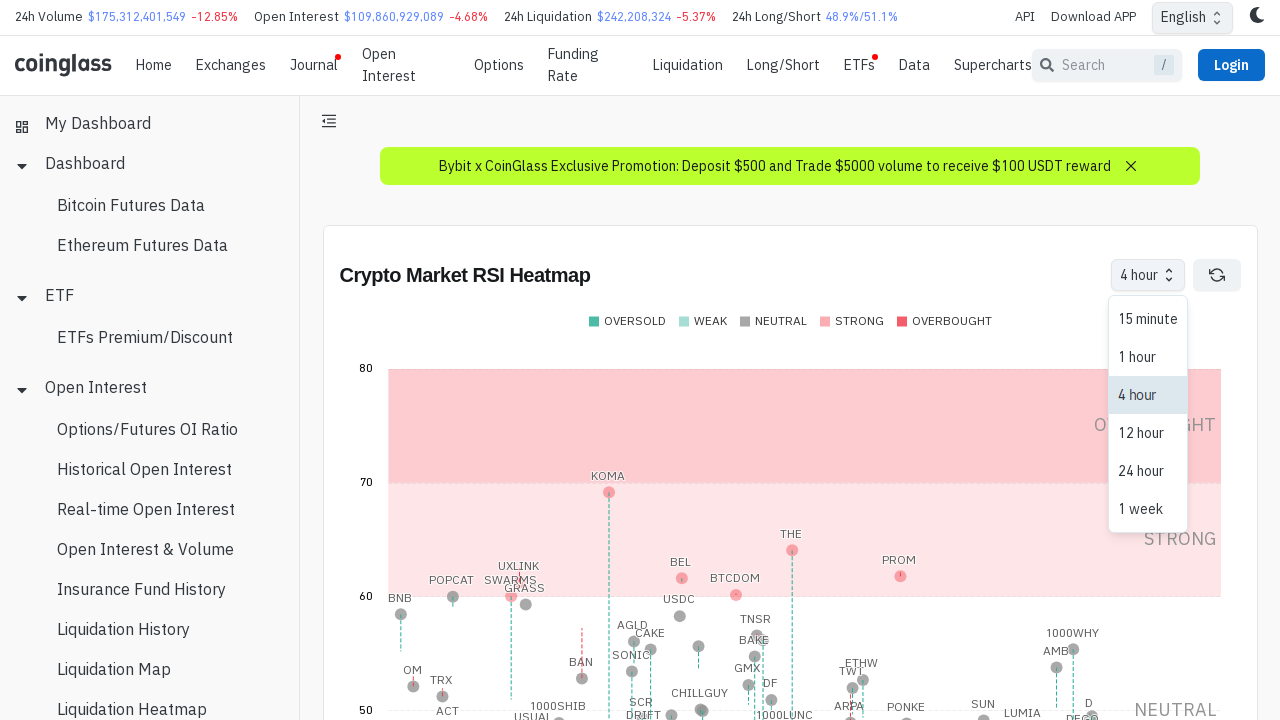 24h Volume $175,312,401,549 -12.85% Open Interest $109,860,929,089 -4.68% 24h Liquidation $242,208,324 -5.37% 24h Long/Short 48.9%/51.1% API Download APP English
coinglass Home Exchanges Journal Open Interest Options Funding Rate Liquidation Long/Short ETFs Data Supercharts Search / Login
My Dashboard
Dashboard
Bitcoin Futures Data
Ethereum Futures Data
ETF
ETFs Premium/Discount
Open Interest
Options/Futures OI Ratio
Historical Open Interest
Real-time Open Interest
Open Interest & Volume
Insurance Fund History
Liquidation History
Liquidation Map
Liquidation Heatmap
Bybit x CoinGlass Exclusive Promotion: Deposit $500 and Trade $5000 volume to receive $100 USDT reward
Crypto Market RSI Heatmap
4 hour
15 minute
1 hour
4 hour
12 hour
24 hour
1 week
OVERSOLD WEAK NEUTRAL STRONG OVERBOUGHT
80
70
KOMA
THE
STRONG
BEL
PROM
UXLINK
POPCAT SWARMS
BTCDOM
GRASS
60
BNB
USDC
TNSR
AGLD
CAKE
1000WHY
BAKE
AMB
SONIC
BAN
ETHW
OM
GMX
TWT
TRX
DF
CHILLGUY
SCR
1000SHIB
ARPA
PONKE
SUN
D
50
ACT
USUAL
DRIFT
1000LUNC
LUMIA
NEUTRAL